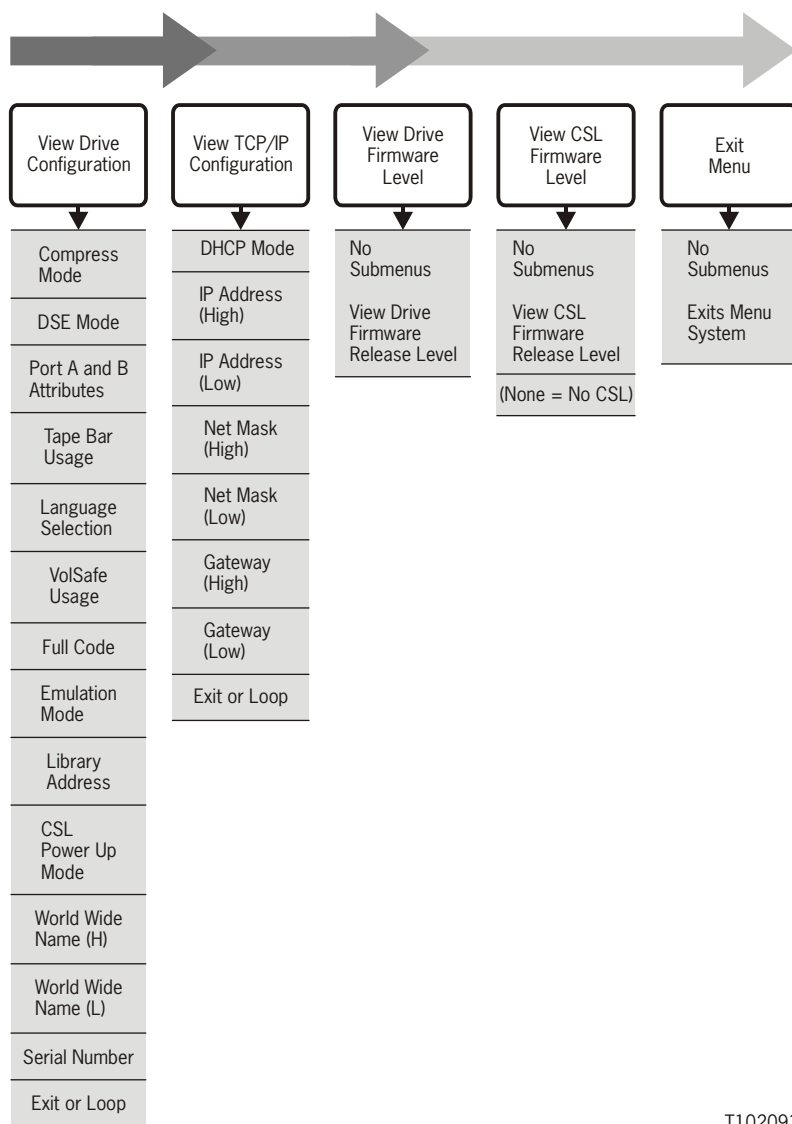 View Drive
Configuration
View TCP/IP
Configuration
View Drive
Firmware
Level
View CSL
Firmware
Level
Exit
Menu
Compress
Mode
DSE Mode
Port A and B
Attributes
Tape Bar
Usage
Language
Selection
VolSafe
Usage
Full Code
Emulation
Mode
Library
Address
CSL
Power Up
Mode
World Wide
Name (H)
World Wide
Name (L)
Serial Number
Exit or Loop
DHCP Mode
IP Address
(High)
IP Address
(Low)
Net Mask
(High)
Net Mask
(Low)
Gateway
(High)
Gateway
(Low)
Exit or Loop
No
Submenus
View Drive
Firmware
Release Level
No
Submenus
View CSL
Firmware
Release Level
(None = No CSL)
No
Submenus
Exits Menu
System